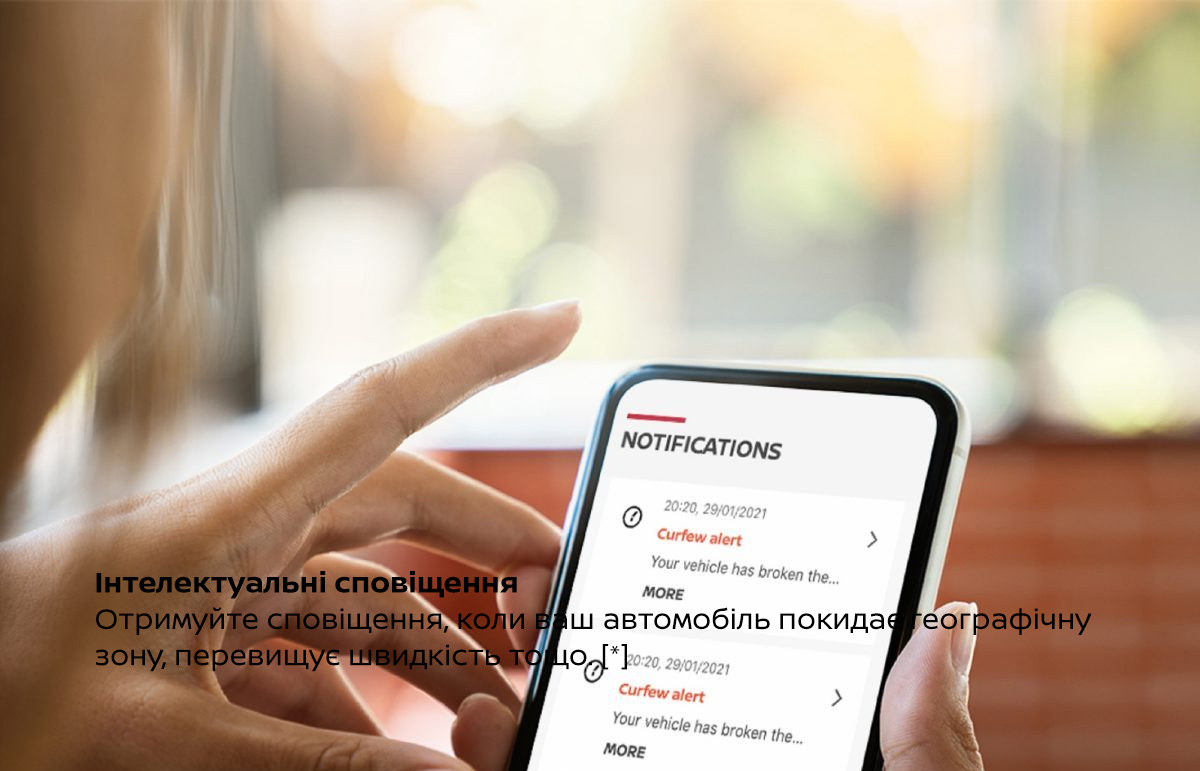 NOTIFICATIONS
20:20, 29/01/2021
Curfew alert
Your vehicle has broken the...
MORE
Інтелектуальні сповіщення
Отримуйте сповіщення, коли ваш автомобіль покидає географічну
зону, перевищує швидкість тощо. [*]
20:20, 29/01/2021
Curfew alert
Your vehicle has broken the...
MORE